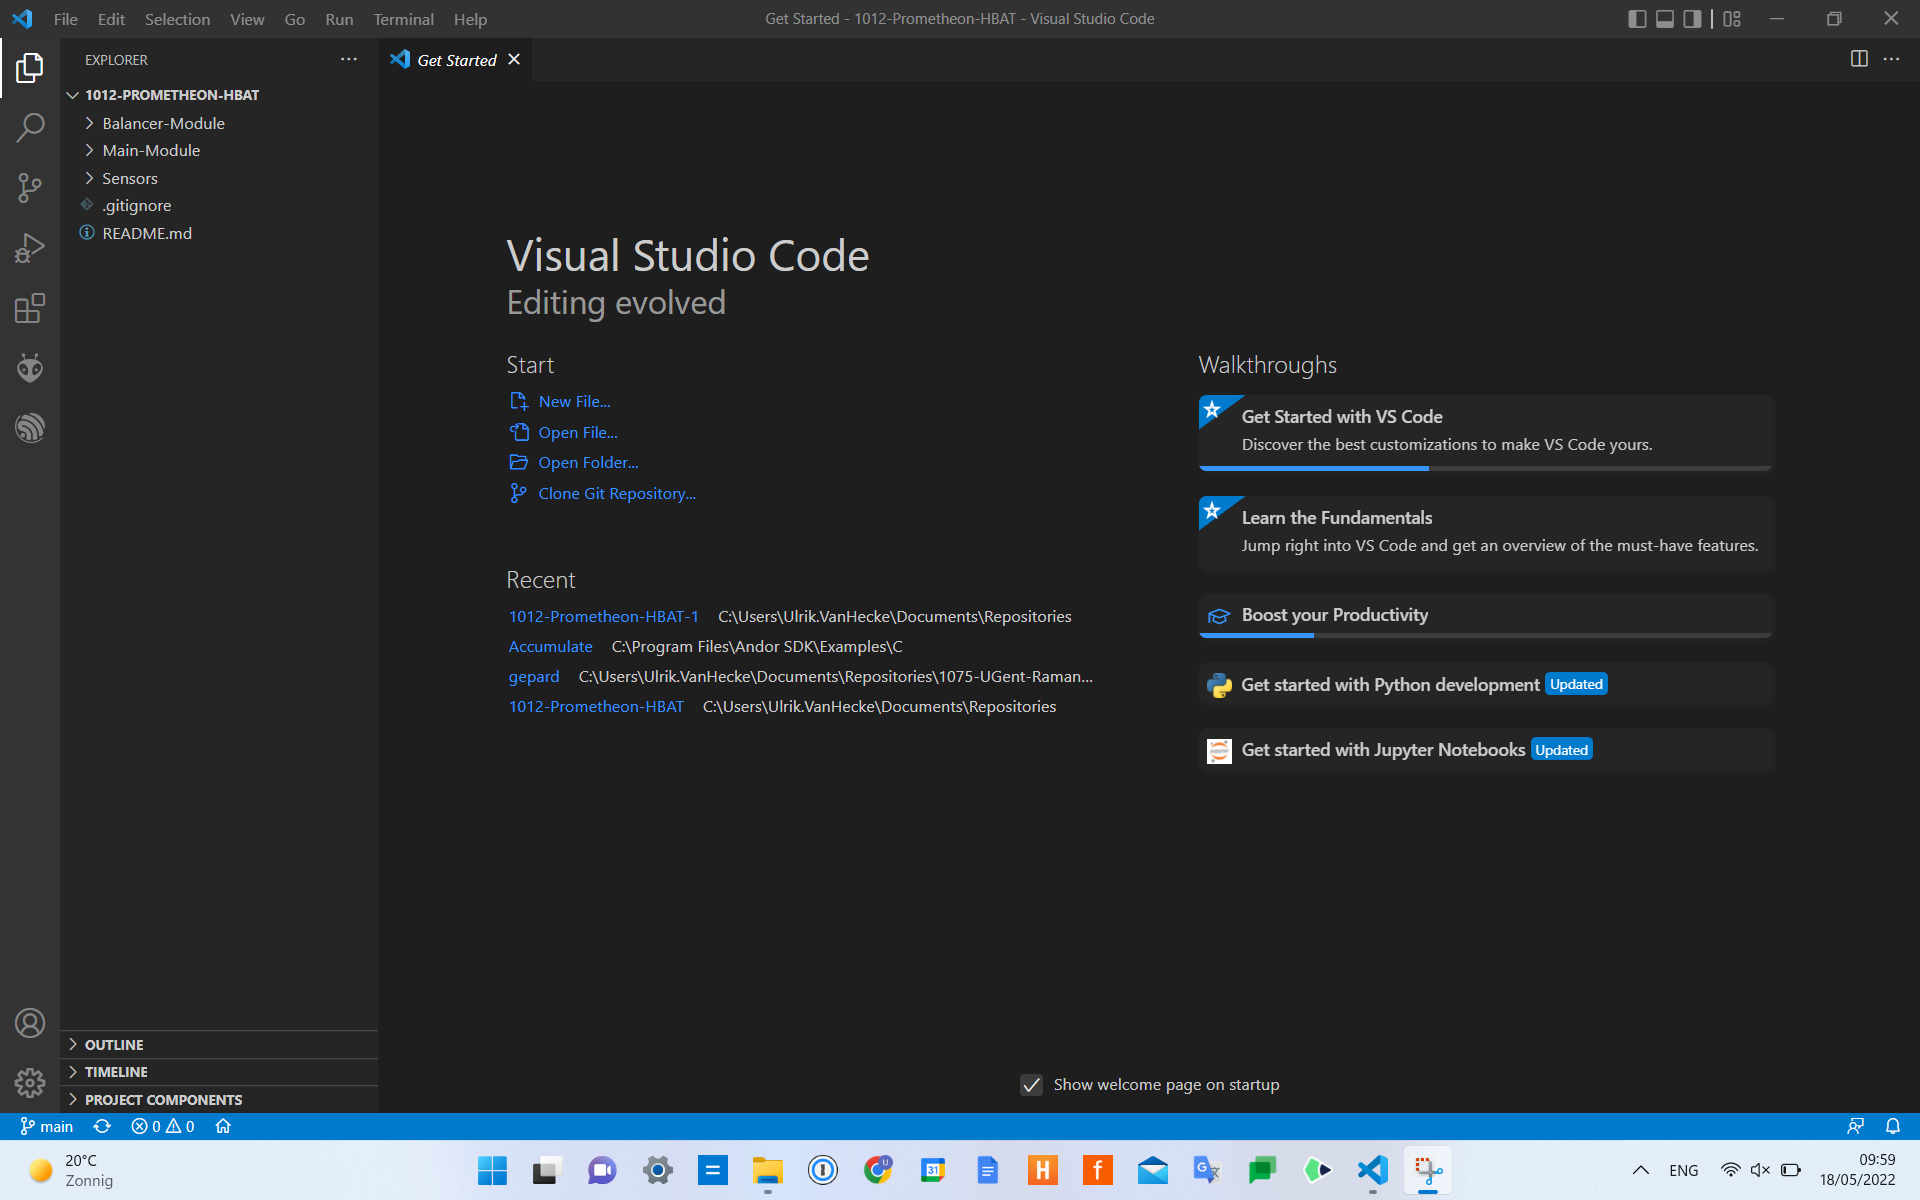 File Edit Selection View Go Run Terminal Help
Get Started - 1012-Prometheon-HBAT - Visual Studio Code
EXPLORER
Get Started
1012-PROMETHEON-HBAT
Balancer-Module
Main-Module
Sensors
.gitignore
README.md
Visual Studio Code
Editing evolved
Start
New File...
Open File...
Open Folder...
Clone Git Repository...
Recent
1012-Prometheon-HBAT-1 C:\Users\Ulrik.VanHecke\Documents\Repositories
Accumulate C:\Program Files\Andor SDK\Examples\C
gepard C:\Users\Ulrik.VanHecke\Documents\Repositories\1075-UGent-Raman...
1012-Prometheon-HBAT C:\Users\Ulrik.VanHecke\Documents\Repositories
Walkthroughs
Get Started with VS Code
Discover the best customizations to make VS Code yours.
Learn the Fundamentals
Jump right into VS Code and get an overview of the must-have features.
Boost your Productivity
Get started with Python development Updated
Get started with Jupyter Notebooks Updated
OUTLINE
TIMELINE
PROJECT COMPONENTS
Show welcome page on startup
main 0 0
20°C
Zonnig
U
31
H
f
G
ENG
09:59
18/05/2022